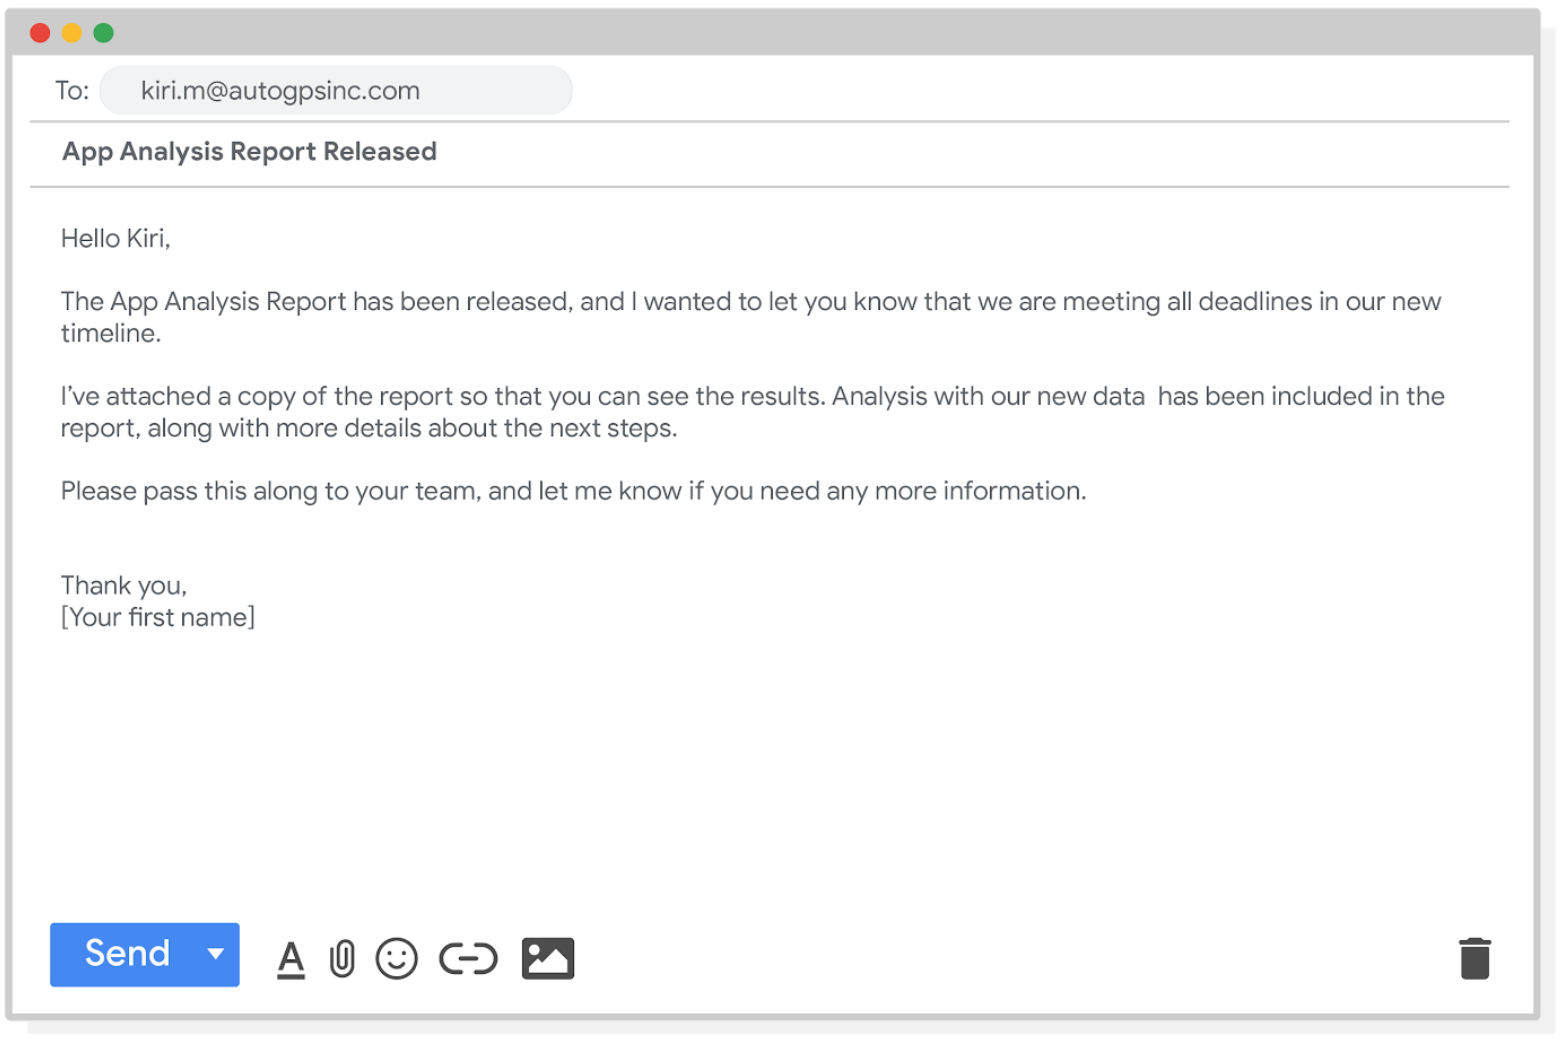 To: kiri.m@autogpsinc.com
App Analysis Report Released
Hello Kiri,
The App Analysis Report has been released, and I wanted to let you know that we are meeting all deadlines in our new
timeline.
I’ve attached a copy of the report so that you can see the results. Analysis with our new data  has been included in the
report, along with more details about the next steps.
Please pass this along to your team, and let me know if you need any more information.
Thank you,
[Your first name]
Send A